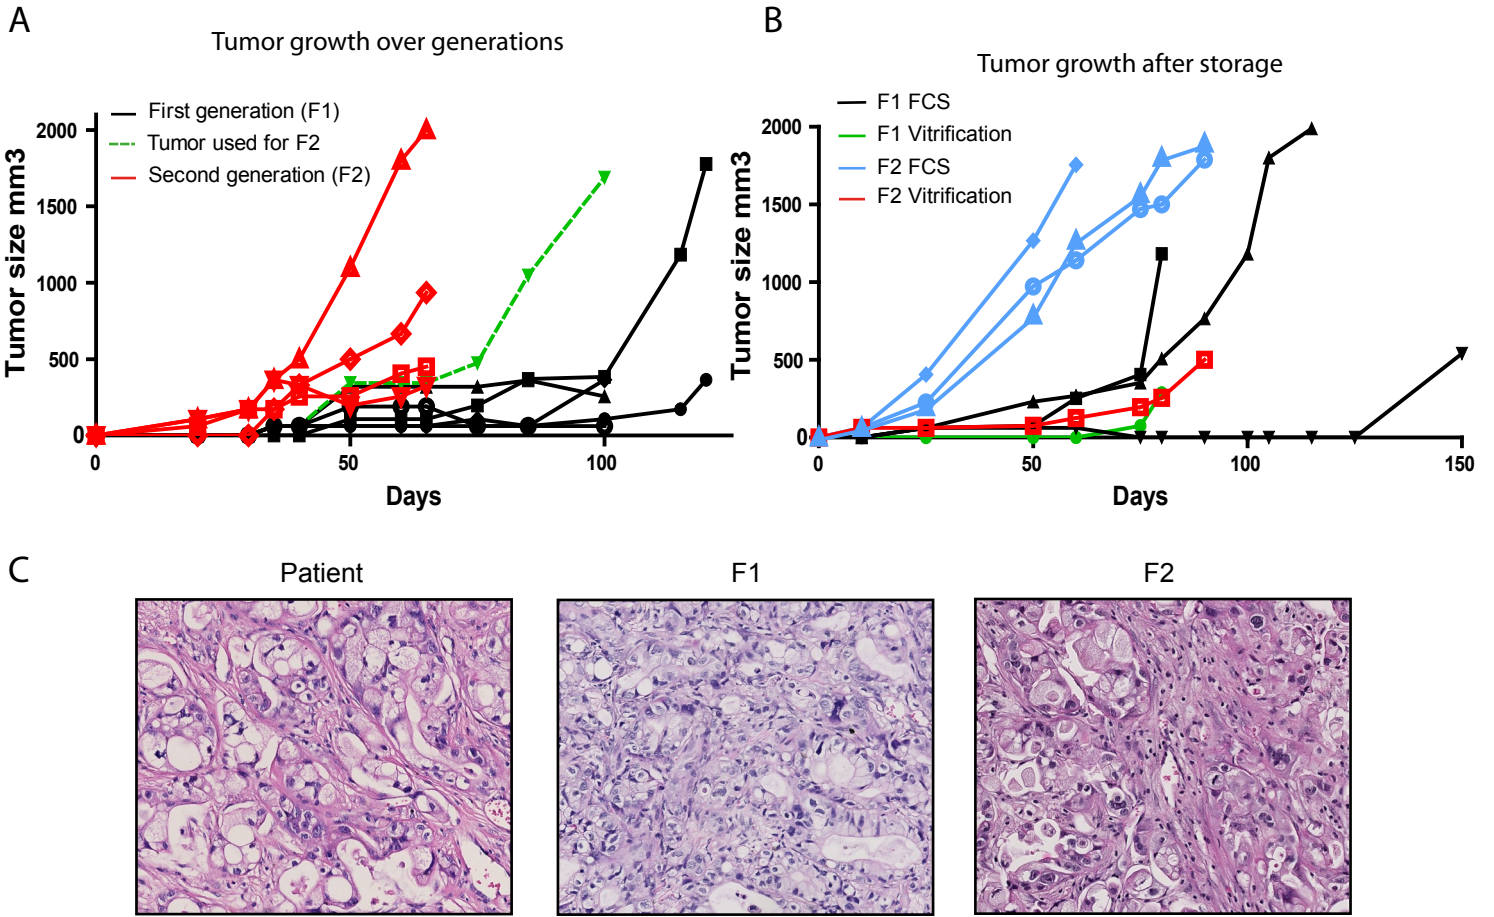 A
Tumor growth over generations
First generation (F1)
Tumor used for F2
Second generation (F2)
Tumor size mm3
2000
1500
1000
500
0
0 50 100
Days
B
Tumor growth after storage
F1 FCS
F1 Vitrification
F2 FCS
F2 Vitrification
Tumor size mm3
2000
1500
1000
500
0
0 50 100 150
Days
C
Patient F1 F2